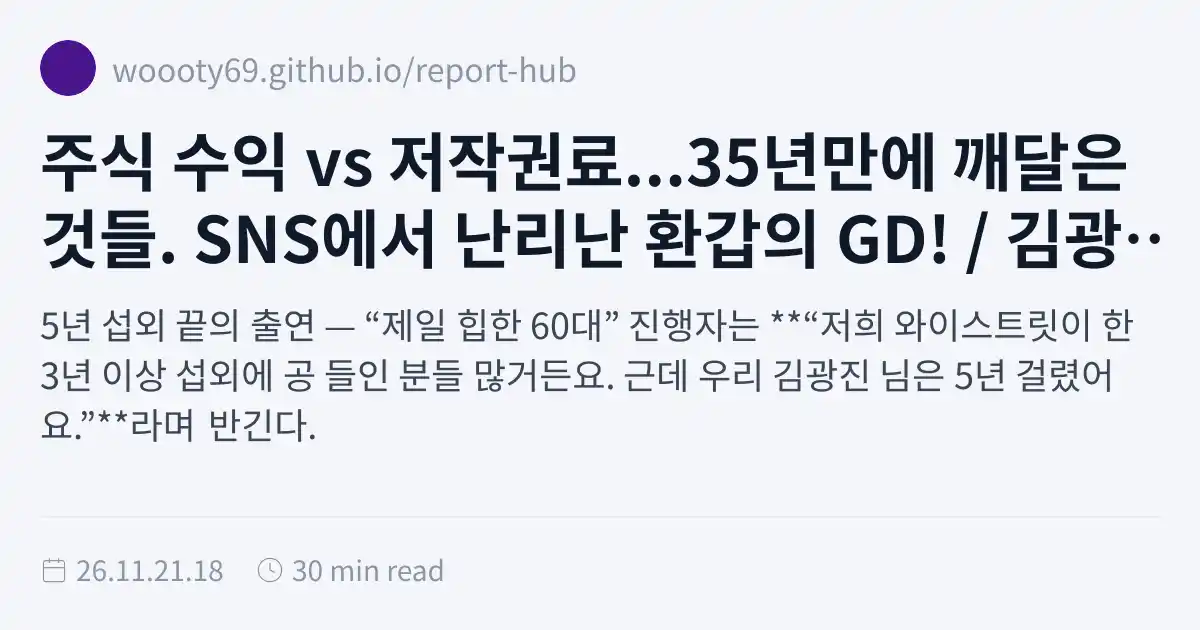 woooty69.github.io/report-hub
주식 수익 vs 저작권료...35년만에 깨달은
것들. SNS에서 난리난 환갑의 GD! / 김광··
5년 섭외 끝의 출연 — “제일 힙한 60대” 진행자는 **“저희 와이스트릿이 한
3년 이상 섭외에 공 들인 분들 많거든요. 근데 우리 김광진 님은 5년 걸렸어
요.”**라며 반긴다.
26.11.21.18
30 min read